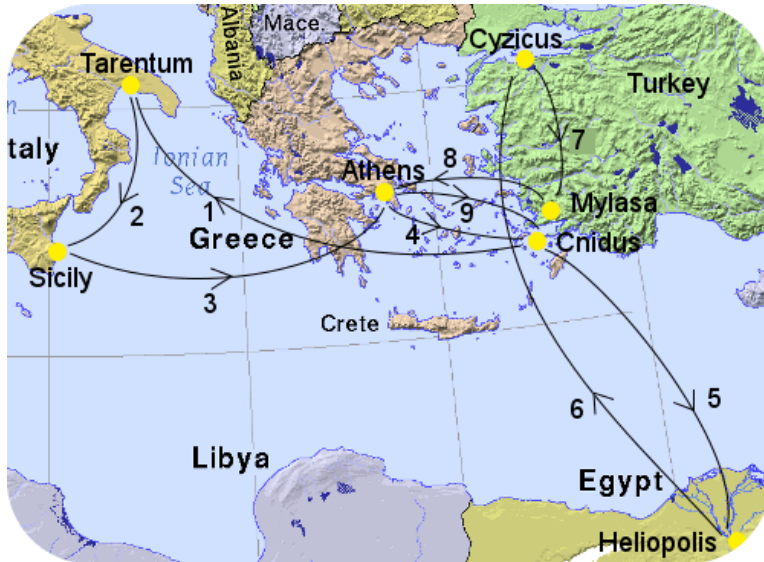 Mace.
Albania
Cyzicus
Tarentum
Turkey
taly
Ionian
Sea
Athens
8
7
2
1
9
Mylasa
4
Greece
Cnidus
Sicily
3
Crete
5
6
Libya
Egypt
Heliopolis